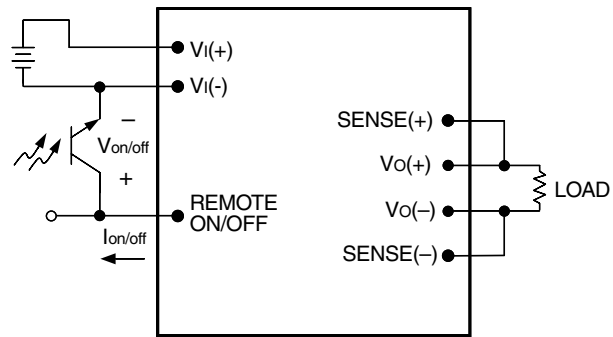 VI(+)
VI(-)
–
Von/off
+
REMOTE
ON/OFF
Ion/off
SENSE(+)
VO(+)
LOAD
VO(–)
SENSE(–)